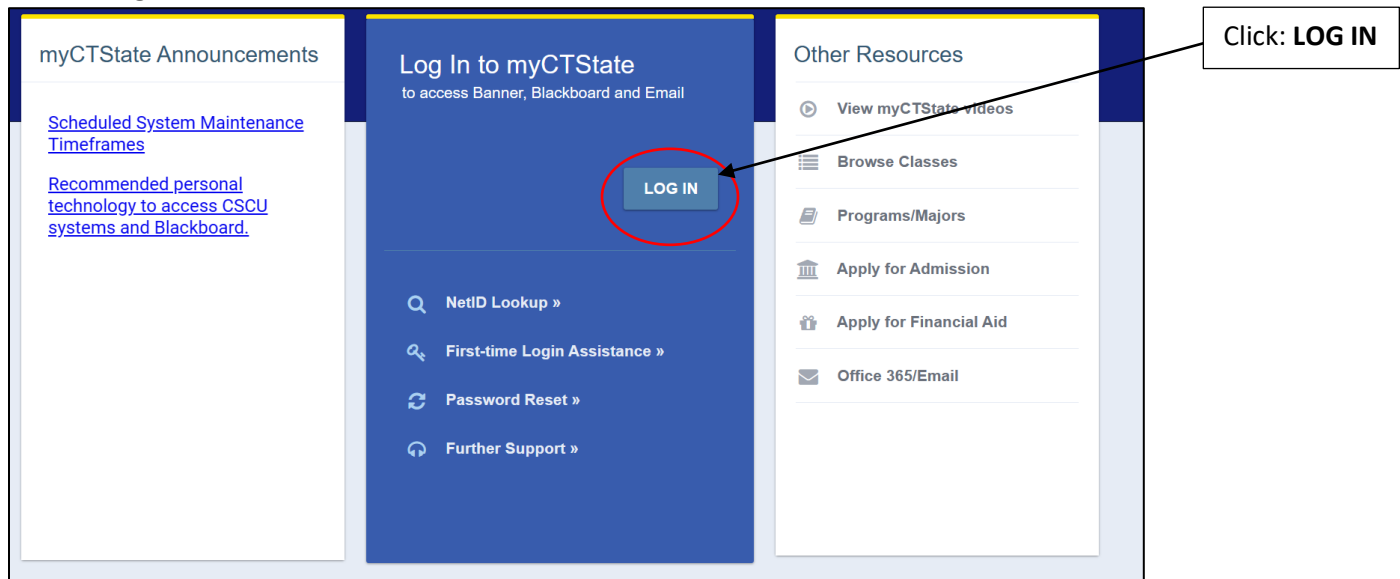 myCTState Announcements
Scheduled System Maintenance
Timeframes
Recommended personal
technology to access CSCU
systems and Blackboard.
Log In to myCTState
to access Banner, Blackboard and Email
LOG IN
NetID Lookup »
First-time Login Assistance »
Password Reset »
Further Support »
Other Resources
View myCTState videos
Browse Classes
Programs/Majors
Apply for Admission
Apply for Financial Aid
Office 365/Email
Click: LOG IN